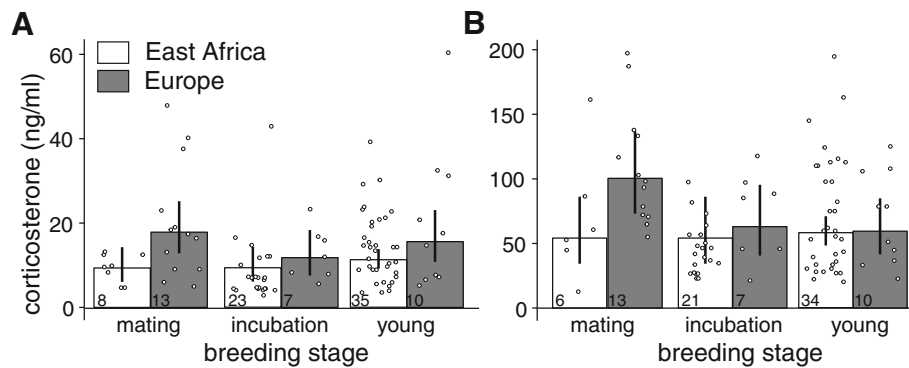 A
B
East Africa
Europe
corticosterone (ng/ml)
60
40
20
0
8 13 23 7 35 10
mating incubation young
breeding stage
200
150
100
50
0
6 13 21 7 34 10
mating incubation young
breeding stage